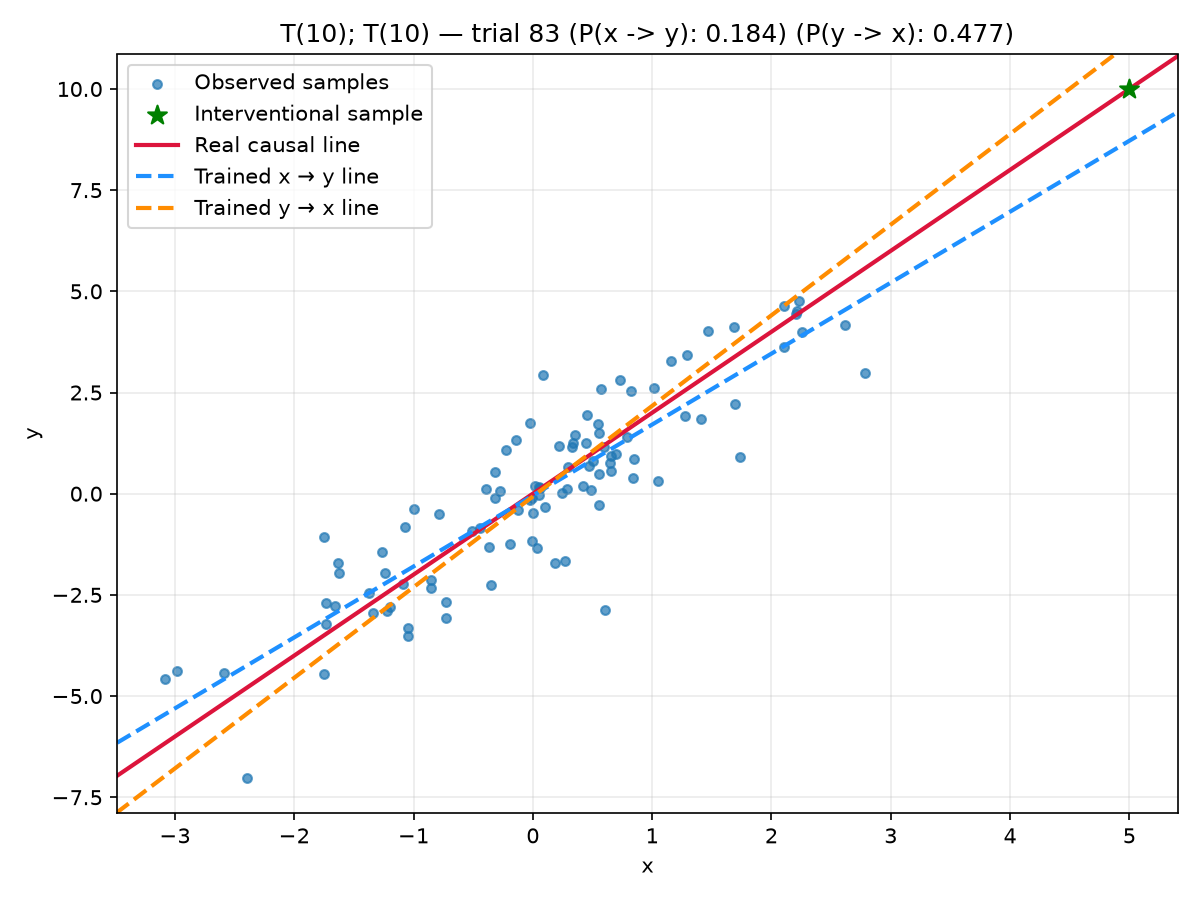 T(10); T(10) — trial 83 (P(x -> y): 0.184) (P(y -> x): 0.477)
Observed samples
Interventional sample
Real causal line
Trained x → y line
Trained y → x line
10.0
7.5
5.0
2.5
0.0
−2.5
−5.0
−7.5
y
−3
−2
−1
0
1
2
3
4
5
x